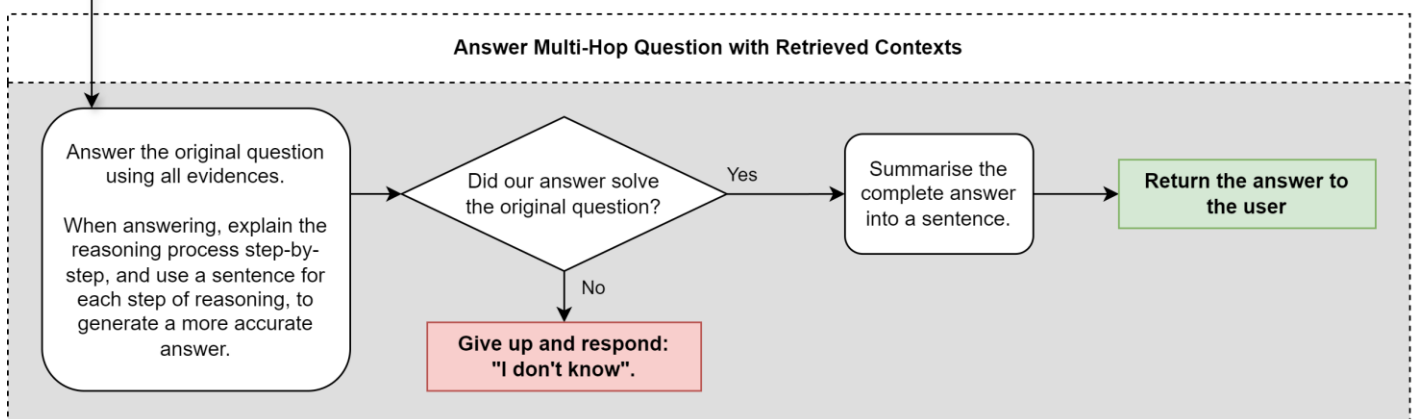 Answer Multi-Hop Question with Retrieved Contexts
Answer the original question
using all evidences.
When answering, explain the
reasoning process step-by-
step, and use a sentence for
each step of reasoning, to
generate a more accurate
answer.
Did our answer solve
the original question?
Yes
No
Give up and respond:
"I don't know".
Summarise the
complete answer
into a sentence.
Return the answer to
the user